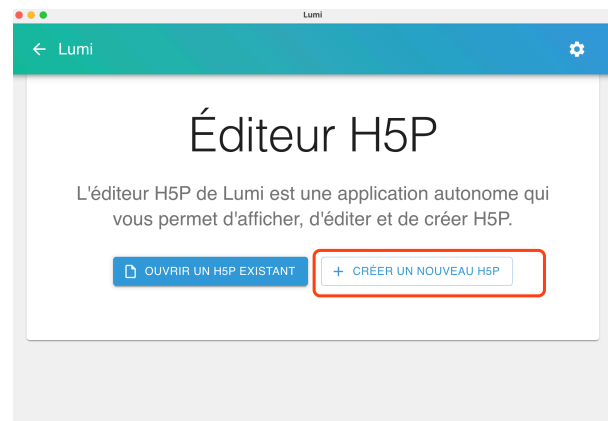 Lumi
Lumi
Éditeur H5P
L'éditeur H5P de Lumi est une application autonome qui
vous permet d'afficher, d'éditer et de créer H5P.
OUVRIR UN H5P EXISTANT
+ CRÉER UN NOUVEAU H5P